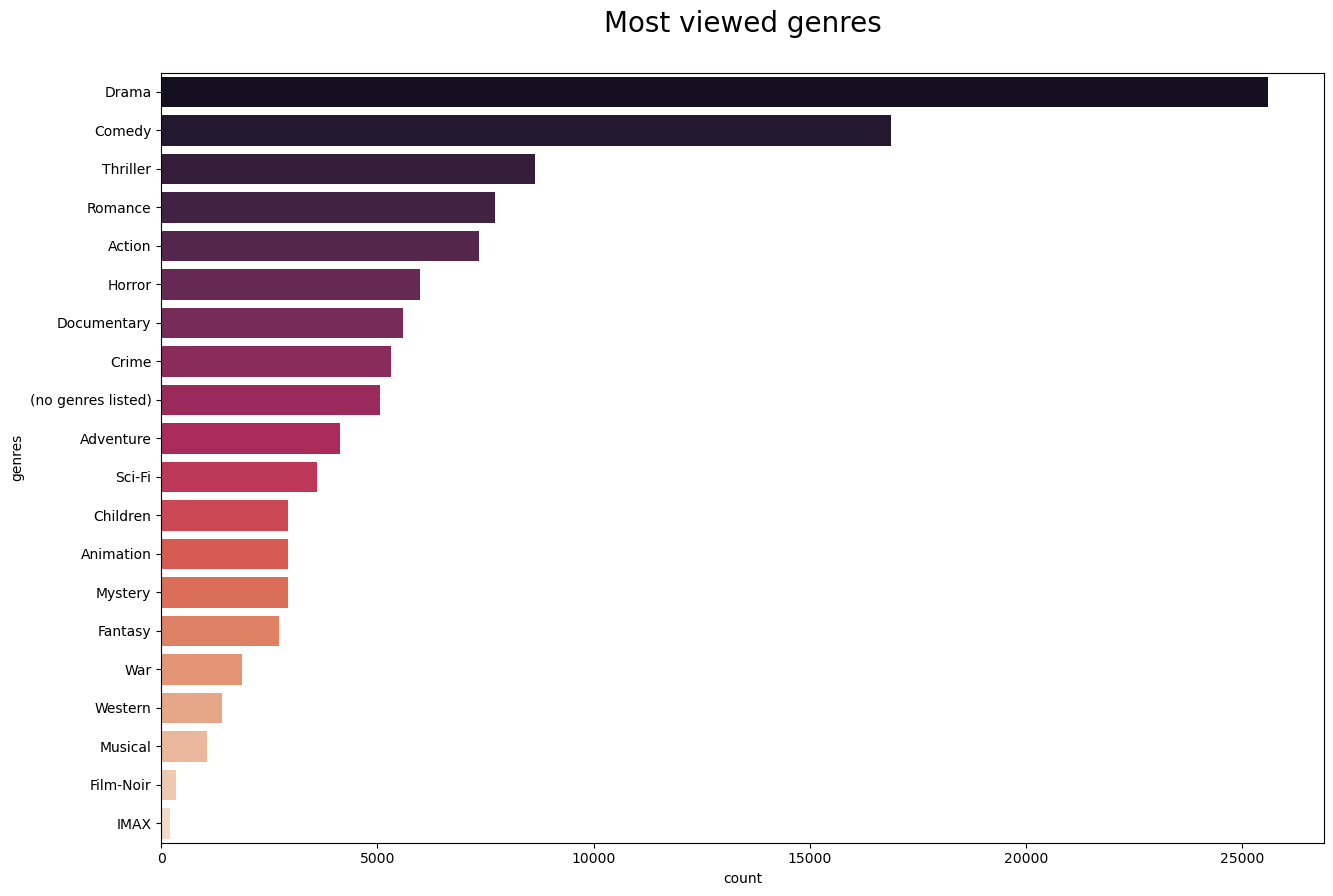 Most viewed genres
Drama
Comedy
Thriller
Romance
Action
Horror
Documentary
Crime
(no genres listed)
Adventure
Sci-Fi
Children
Animation
Mystery
Fantasy
War
Western
Musical
Film-Noir
IMAX
genres
0 5000 10000 15000 20000 25000
count